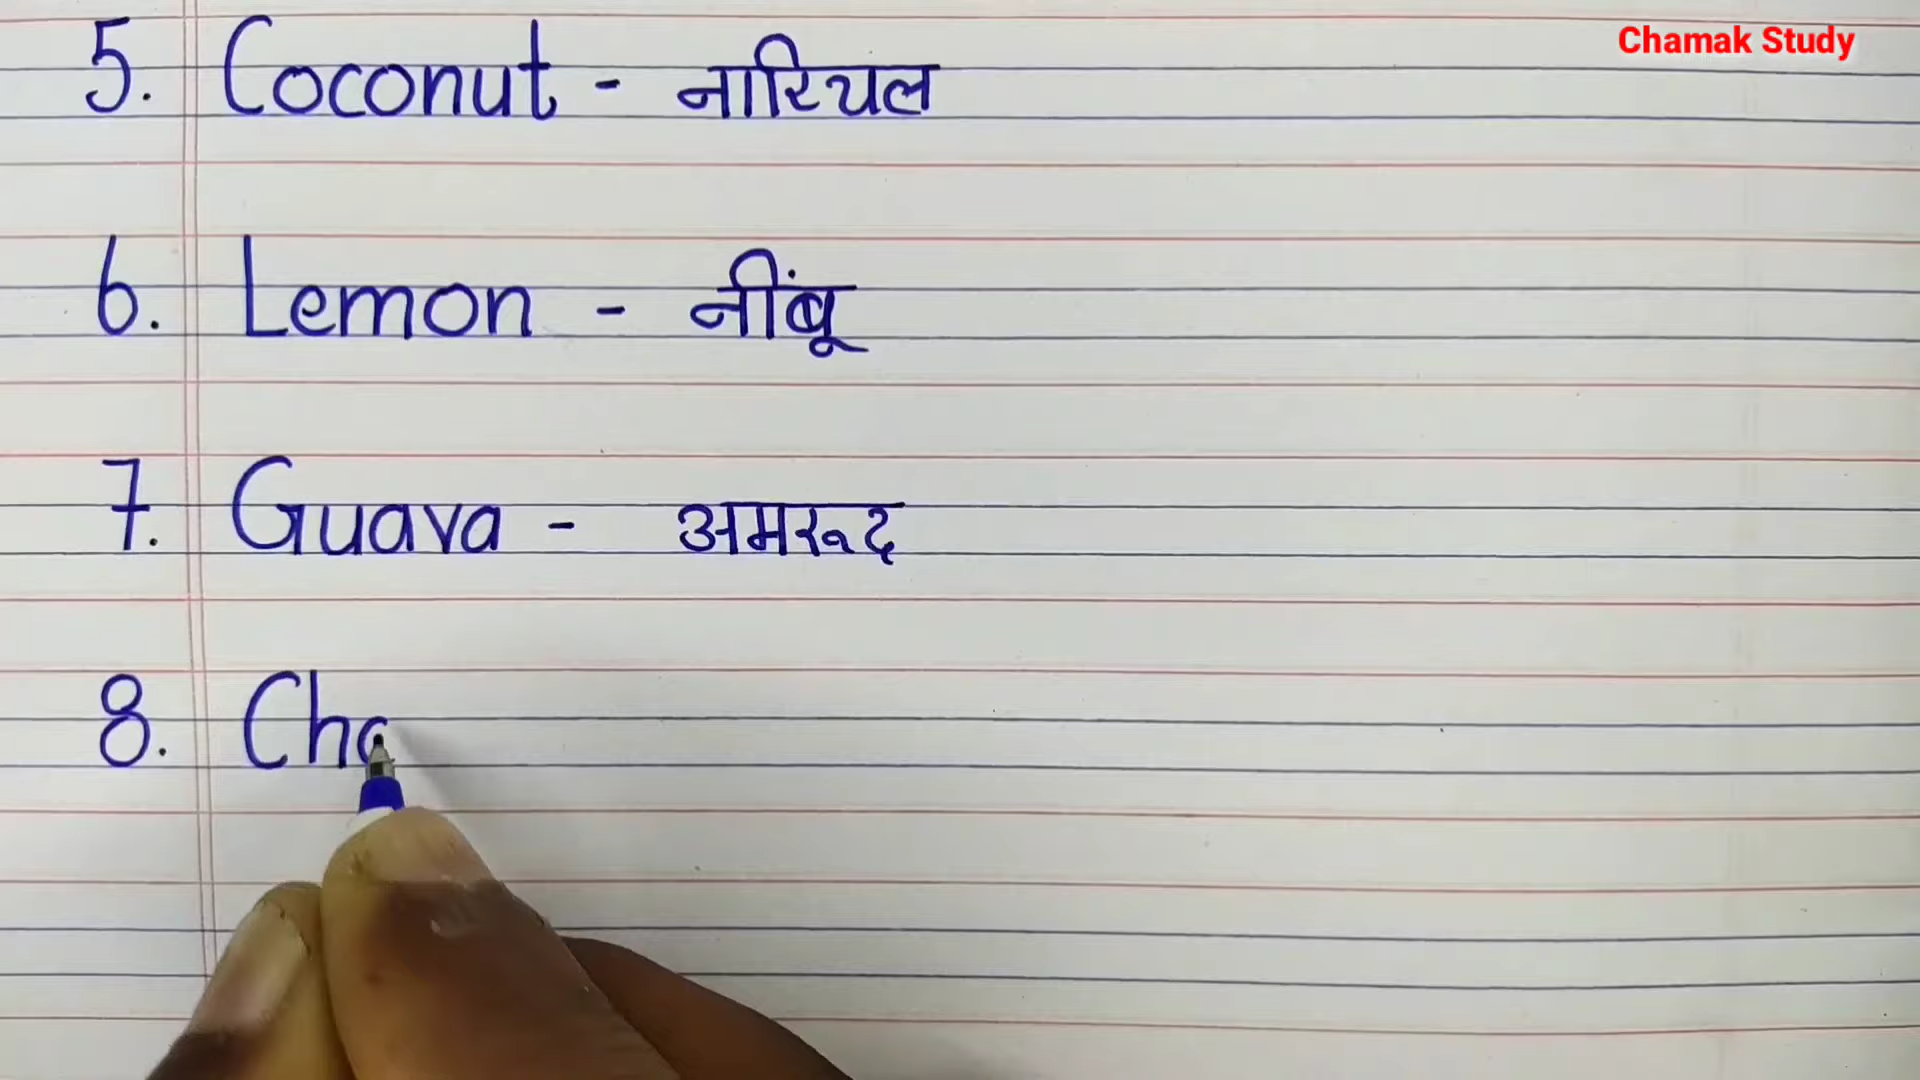 Chamak Study
5. Coconut - नारियल
6. Lemon - नींबू
7. Guava - अमरूद
8. Ch